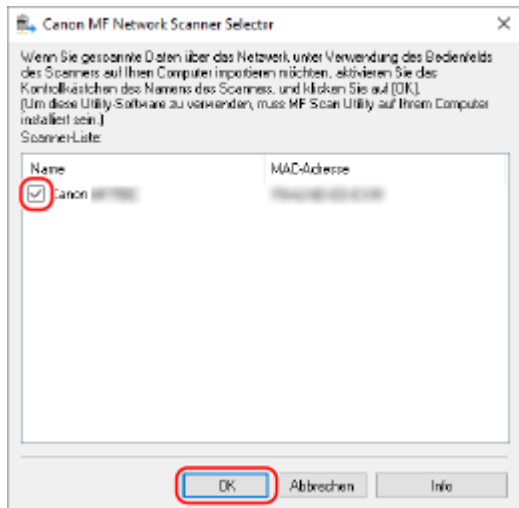 Canon MF Network Scanner Selector
Wenn Sie gescannte Daten über das Netzwerk unter Verwendung des Bedienfelds
des Scanners auf Ihren Computer importieren möchten, aktivieren Sie das
Kontrollkästchen des Namens des Scanners, und klicken Sie auf [OK].
(Um diese Utility-Software zu verwenden, muss MF Scan Utility auf Ihrem Computer
installiert sein.)
Scanner-Liste:
Name MAC-Adresse
Canon
OK Abbrechen Info